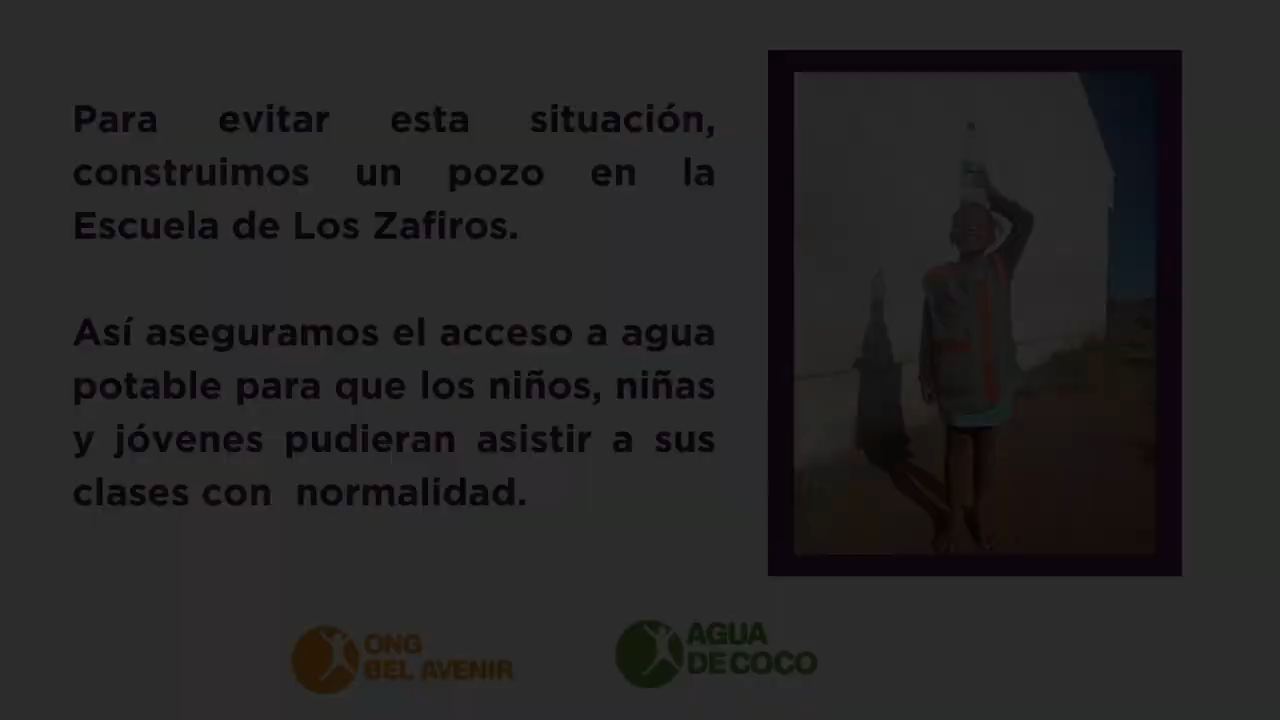 Para evitar esta situación,
construimos un pozo en la
Escuela de Los Zafiros.
Así aseguramos el acceso a agua
potable para que los niños, niñas
y jóvenes pudieran asistir a sus
clases con normalidad.
ONG
BEL AVENIR
AGUA
DE COCO